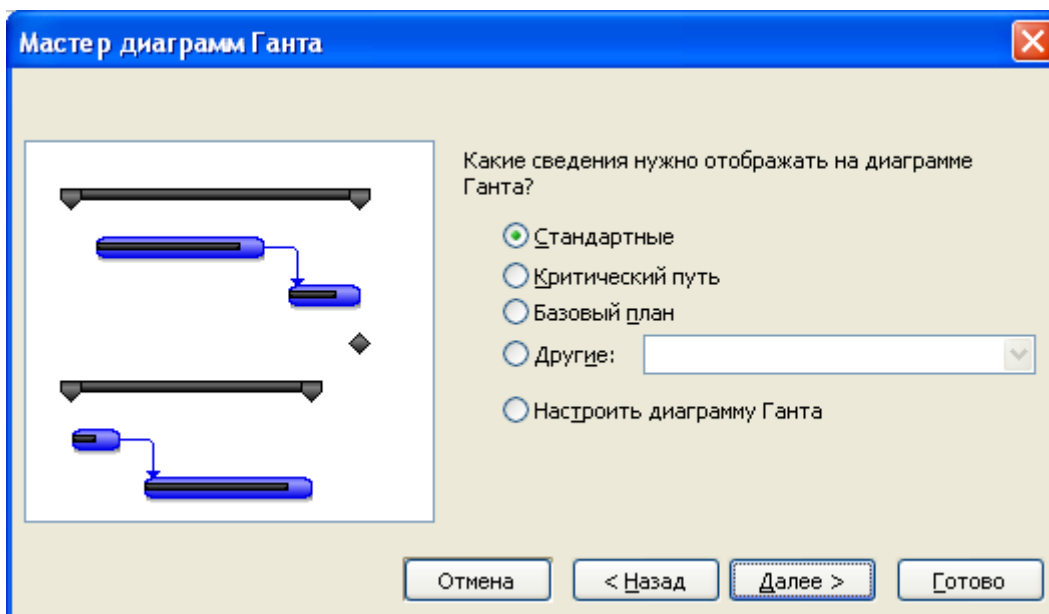 Мастер диаграмм Ганта
Какие сведения нужно отображать на диаграмме
Ганта?
Стандартные
Критический путь
Базовый план
Другие:
Настроить диаграмму Ганта
Отмена
< Назад
Далее >
Готово